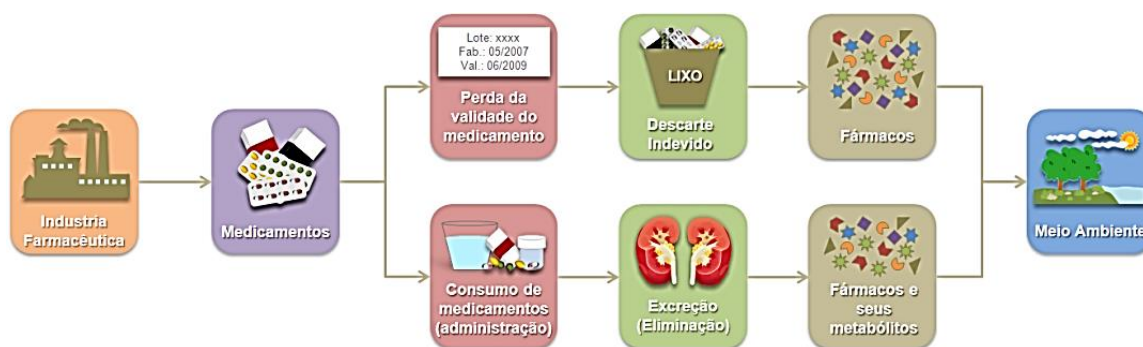 Lote: xxxx
Fab.: 05/2007
Val.: 06/2009
Perda da
validade do
medicamento
LIXO
Descarte
Indevido
Fármacos
Industria
Farmacêutica
Medicamentos
Meio Ambiente
Consumo de
medicamentos
(administração)
Excreção
(Eliminação)
Fármacos e
seus
metabólitos